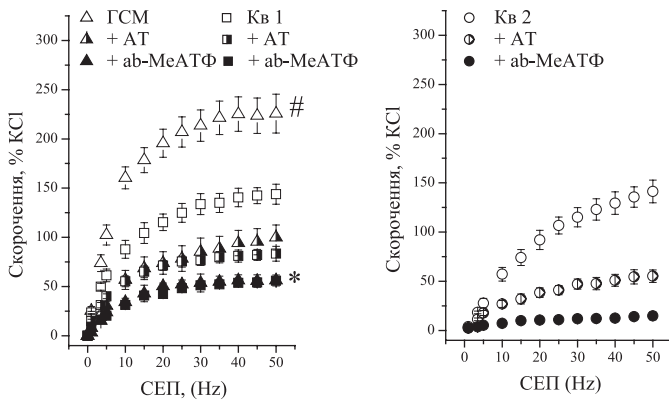 ГСМ Кв 1
+ АТ + АТ
+ ab-МеАТФ + ab-МеАТФ
Скорочення, % KCl
300
250
200
150
100
50
0
#
*
0 10 20 30 40 50
СЕП, (Hz)
Кв 2
+ АТ
+ ab-МеАТФ
Скорочення, % KCl
300
250
200
150
100
50
0
0 10 20 30 40 50
СЕП (Hz)